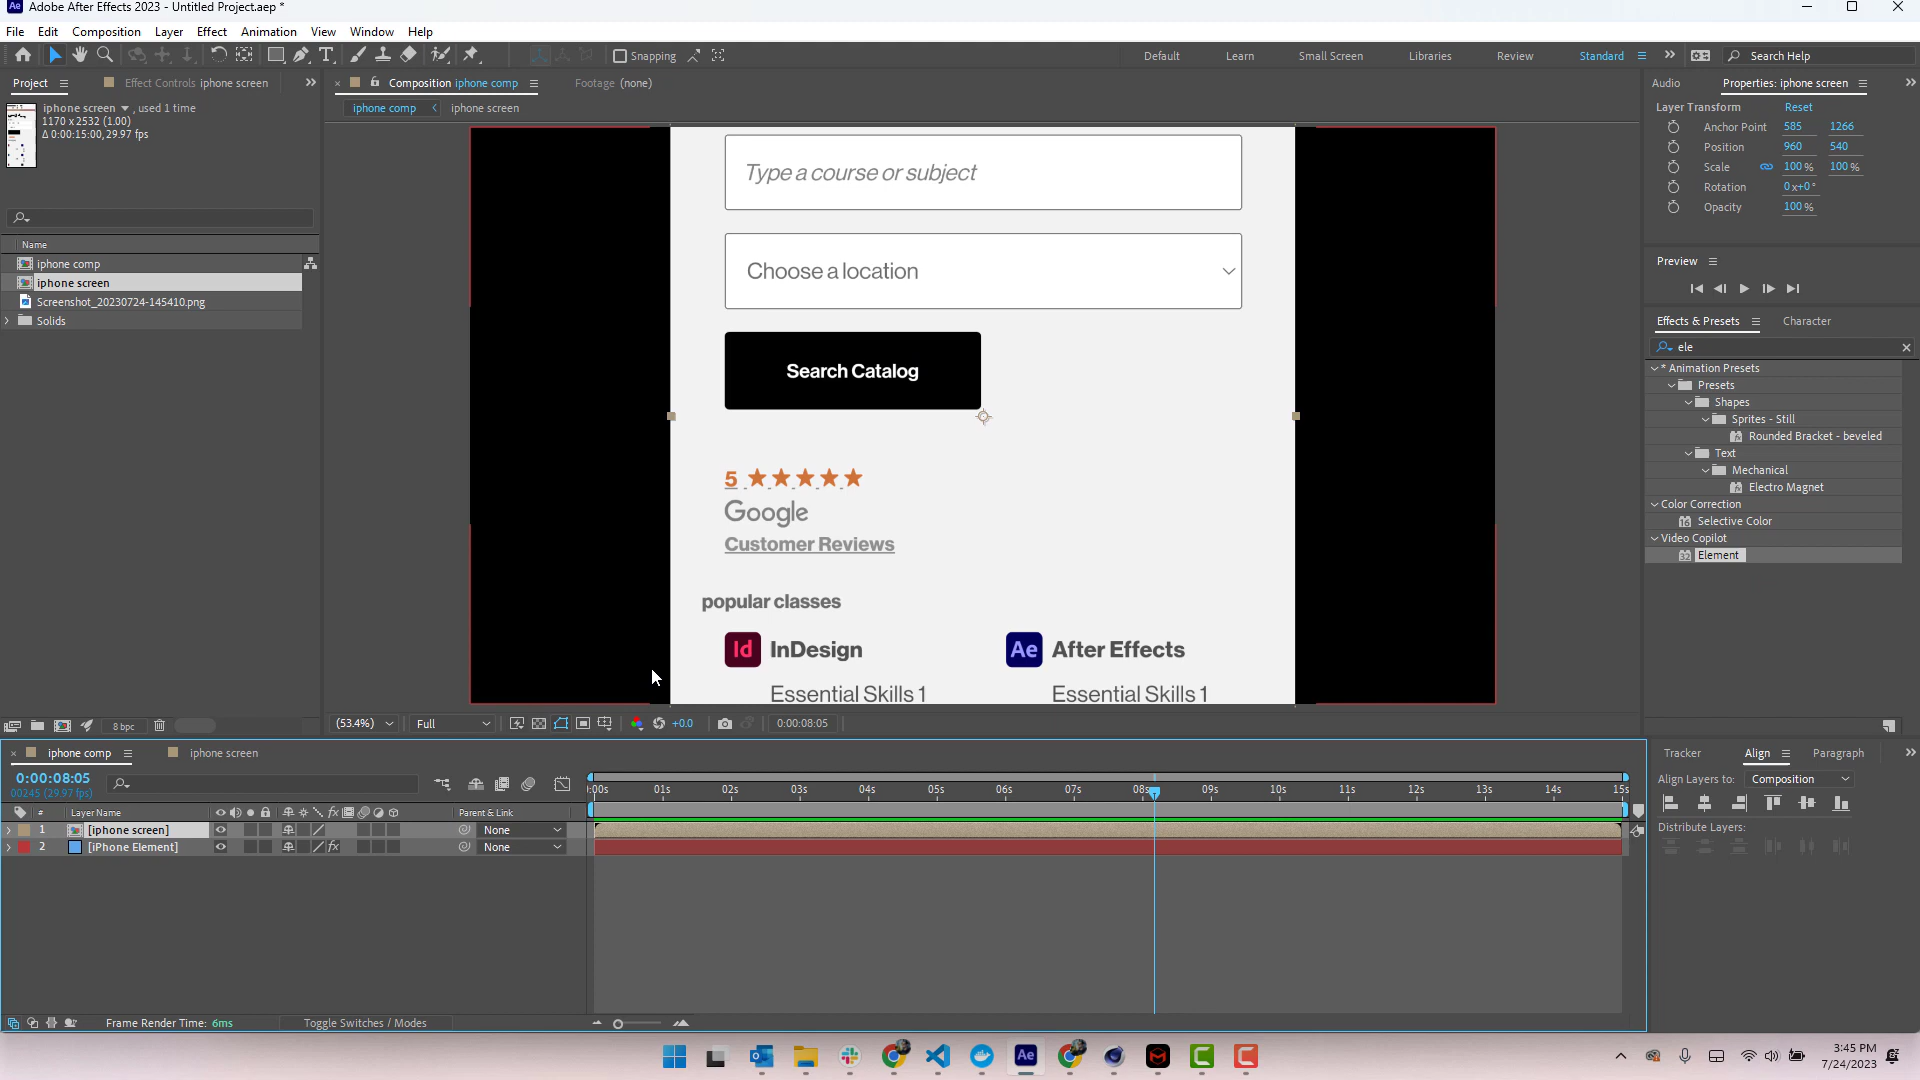 Ae Adobe After Effects 2023 - Untitled Project.aep *
File Edit Composition Layer Effect Animation View Window Help
Snapping Default Learn Small Screen Libraries Review Standard Search Help
Project Effect Controls iphone screen
Composition iphone comp Footage (none)
Audio Properties: iphone screen
iphone screen , used 1 time
1170 x 2532 (1.00)
Δ 0:00:15:00, 29.97 fps
iphone comp iphone screen
Layer Transform Reset
Anchor Point 585 1266
Position 960 540
Scale 100 % 100 %
Rotation 0x+0°
Opacity 100 %
Name
iphone comp
iphone screen
Screenshot_20230724-145410.png
Solids
Type a course or subject
Choose a location
Search Catalog
5 ★★★★★
Google
Customer Reviews
popular classes
Id InDesign Ae After Effects
Essential Skills 1 Essential Skills 1
Preview
Effects & Presets Character
ele
* Animation Presets
Presets
Shapes
Sprites - Still
Rounded Bracket - beveled
Text
Mechanical
Electro Magnet
Color Correction
16 Selective Color
Video Copilot
32 Element
8 bpc
(53.4%) Full +0.0 0:00:08:05
iphone comp iphone screen
Tracker Align Paragraph
0:00:08:05
00245 (29.97 fps)
:00s 01s 02s 03s 04s 05s 06s 07s 08s 09s 10s 11s 12s 13s 14s 15s
Align Layers to: Composition
Distribute Layers:
# Layer Name fx Parent & Link
1 [iphone screen] None
2 [iPhone Element] fx None
Frame Render Time: 6ms Toggle Switches / Modes
Ae
3:45 PM
7/24/2023